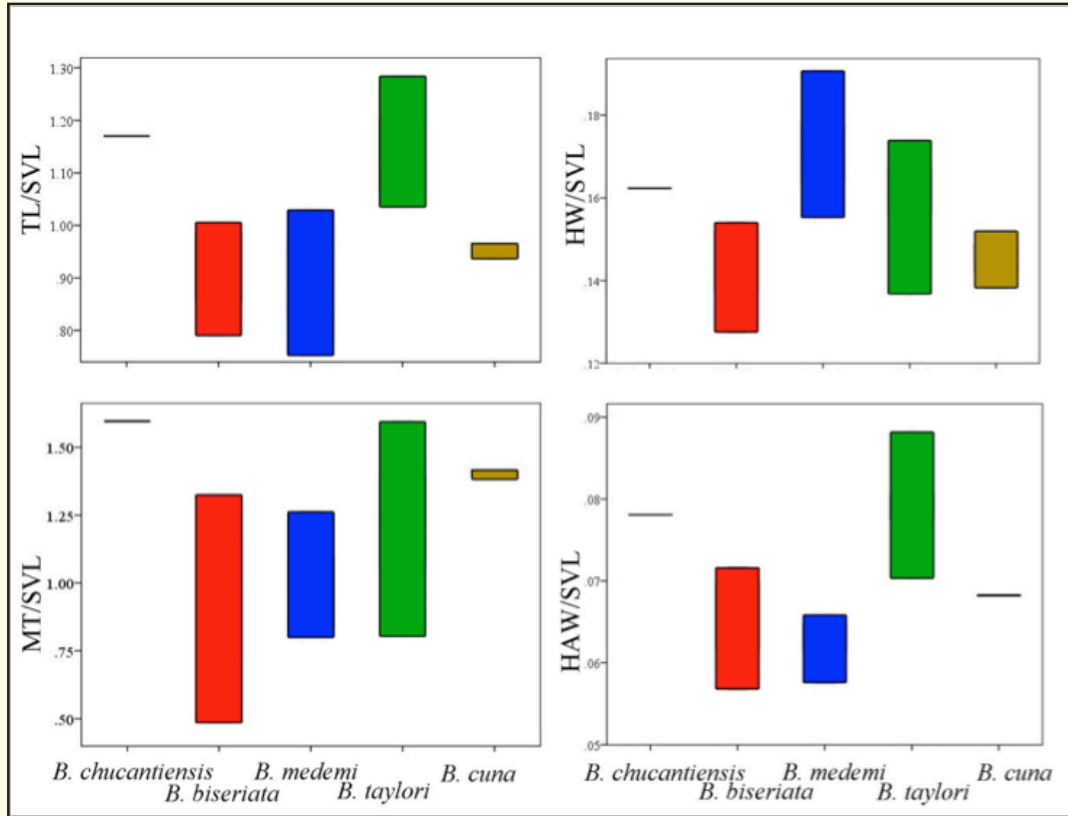 TL/SVL
1.30
1.20
1.10
1.00
.90
.80
HW/SVL
.18
.16
.14
.12
MT/SVL
1.50
1.25
1.00
.75
.50
HAW/SVL
.09
.08
.07
.06
.05
B. chucantiensis
B. biseriata
B. medemi
B. taylori
B. cuna
B. chucantiensis
B. biseriata
B. medemi
B. taylori
B. cuna